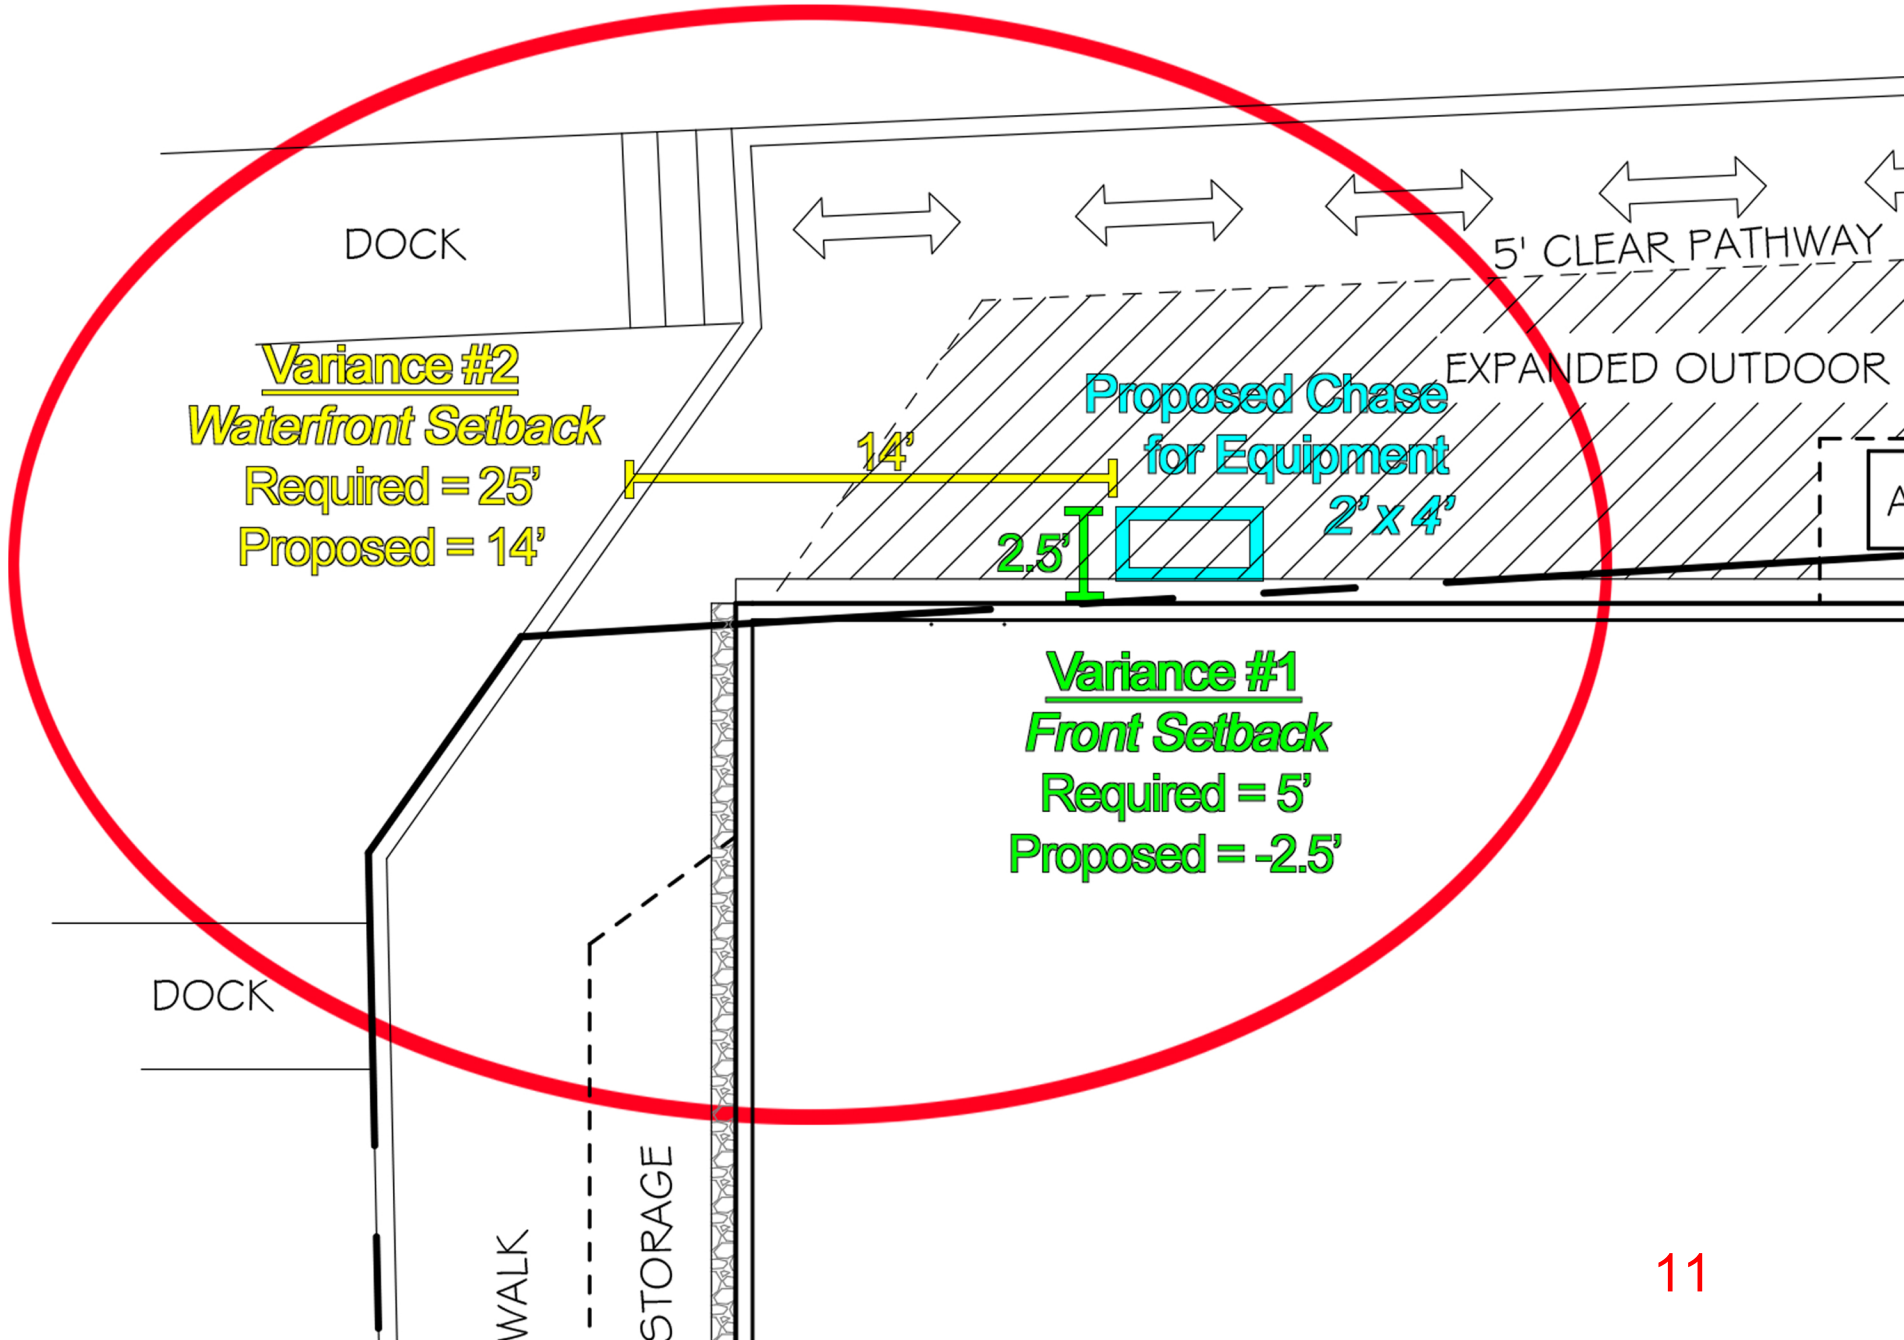 DOCK
5' CLEAR PATHWAY
EXPANDED OUTDOOR
Variance #2
Waterfront Setback
Required = 25'
Proposed = 14'
14'
Proposed Chase
for Equipment
2' x 4'
2.5'
A
Variance #1
Front Setback
Required = 5'
Proposed = -2.5'
DOCK
WALK
STORAGE
11